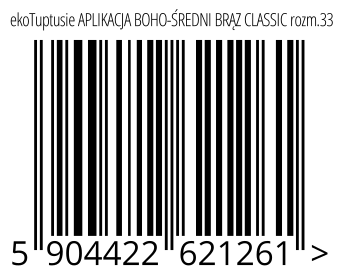 ekoTuptusie APLIKACJA BOHO-ŚREDNI BRĄZ CLASSIC rozm.33
5 904422 621261 >